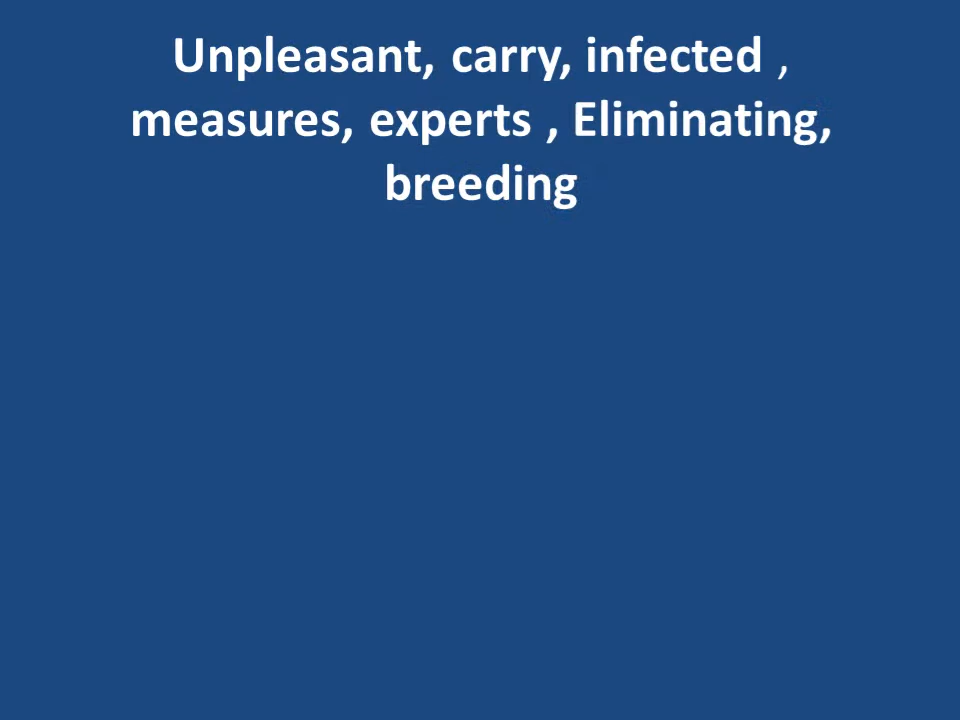 Unpleasant, carry, infected ,
measures, experts , Eliminating,
breeding